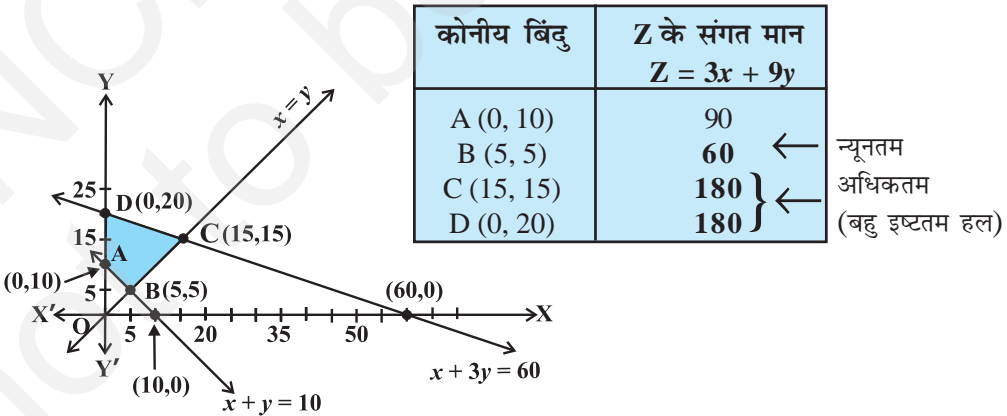 कोनीय बिंदु
Z के संगत मान
Z = 3x + 9y
A (0, 10)
90
B (5, 5)
60
न्यूनतम
C (15, 15)
180
अधिकतम
D (0, 20)
180
(बहु इष्टतम हल)
Y
x = y
25
D (0,20)
15
C (15,15)
A
(0,10)
5
B (5,5)
(60,0)
X′
O
5
20
35
50
X
Y′
(10,0)
x + 3y = 60
x + y = 10